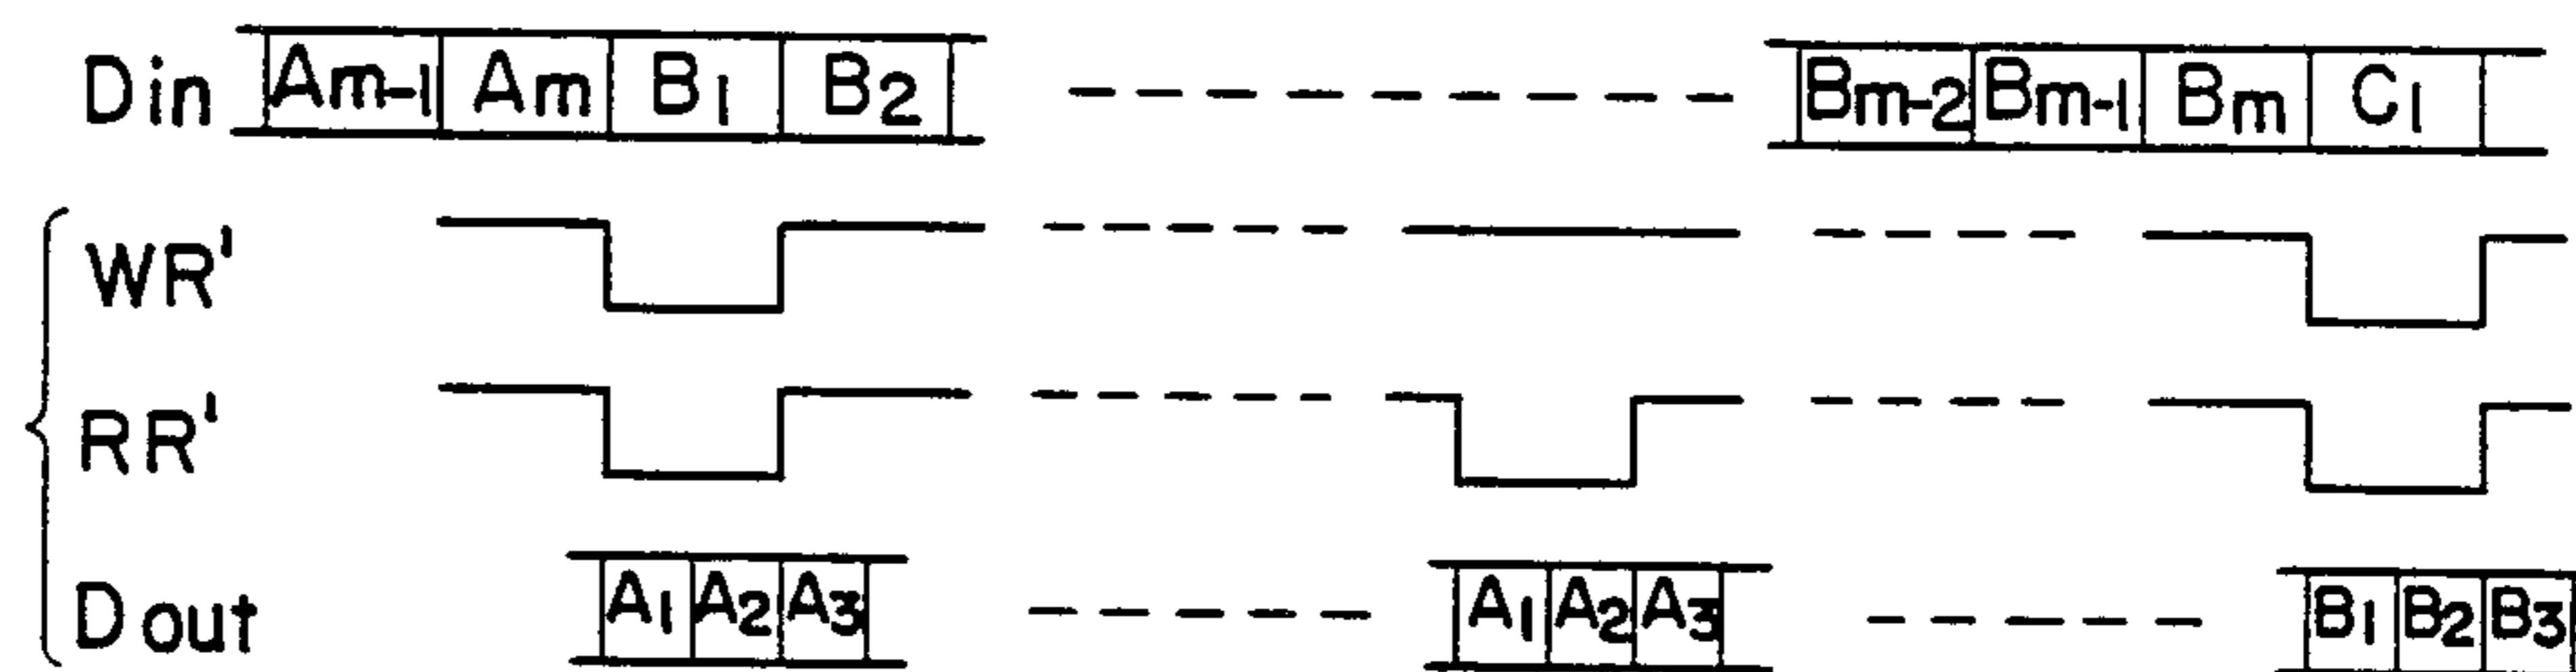 Din Am-1 Am B1 B2 Bm-2 Bm-1 Bm C1
WR'
RR'
Dout A1 A2 A3 A1 A2 A3 B1 B2 B3